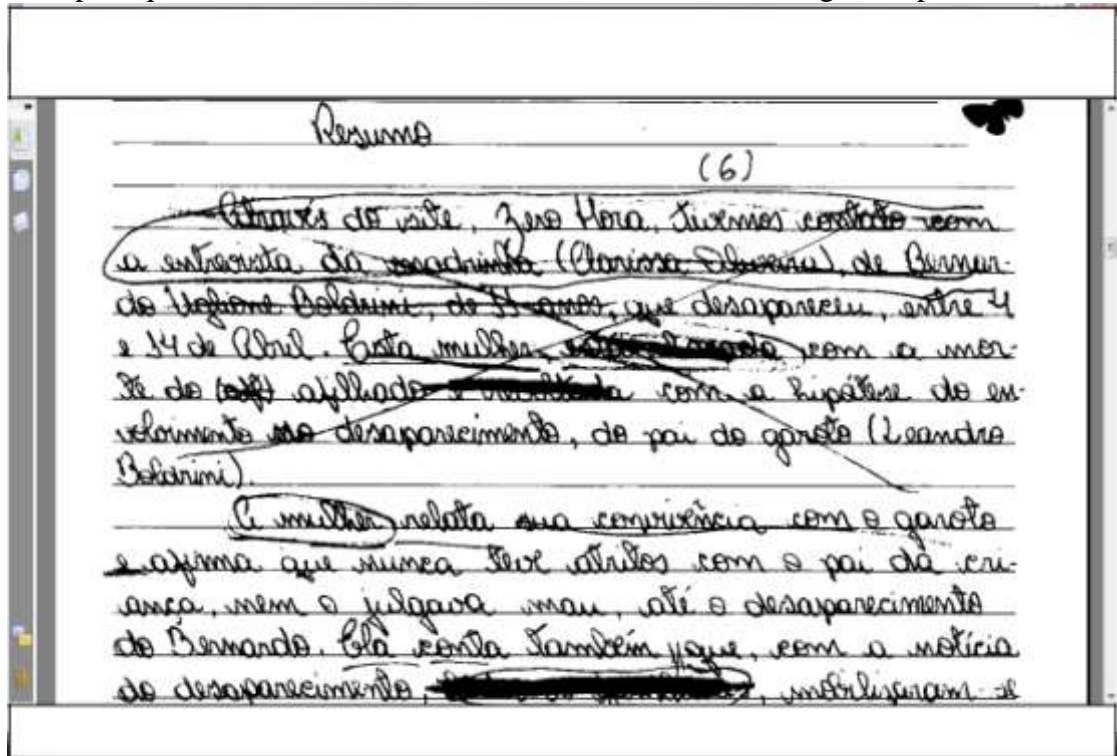 Resumo
(6)
Através do site, Zero Hora, tivemos contato com
a entrevista da madrinha (Clarissa Oliveira), de Bernar-
do Uglione Boldrini, de 11 anos, que desapareceu, entre 4
e 14 de Abril. Esta mulher, com a mor-
te do afilhado com a hipótese do en-
volvimento no desaparecimento, do pai do garoto (Leandro
Boldrini).
A mulher relata sua convivência com o garoto
e afirma que nunca teve atritos com o pai da cri-
ança, nem o julgava mau, até o desaparecimento
do Bernardo. Ela conta também que, com a notícia
do desaparecimento, , mobilizaram-se